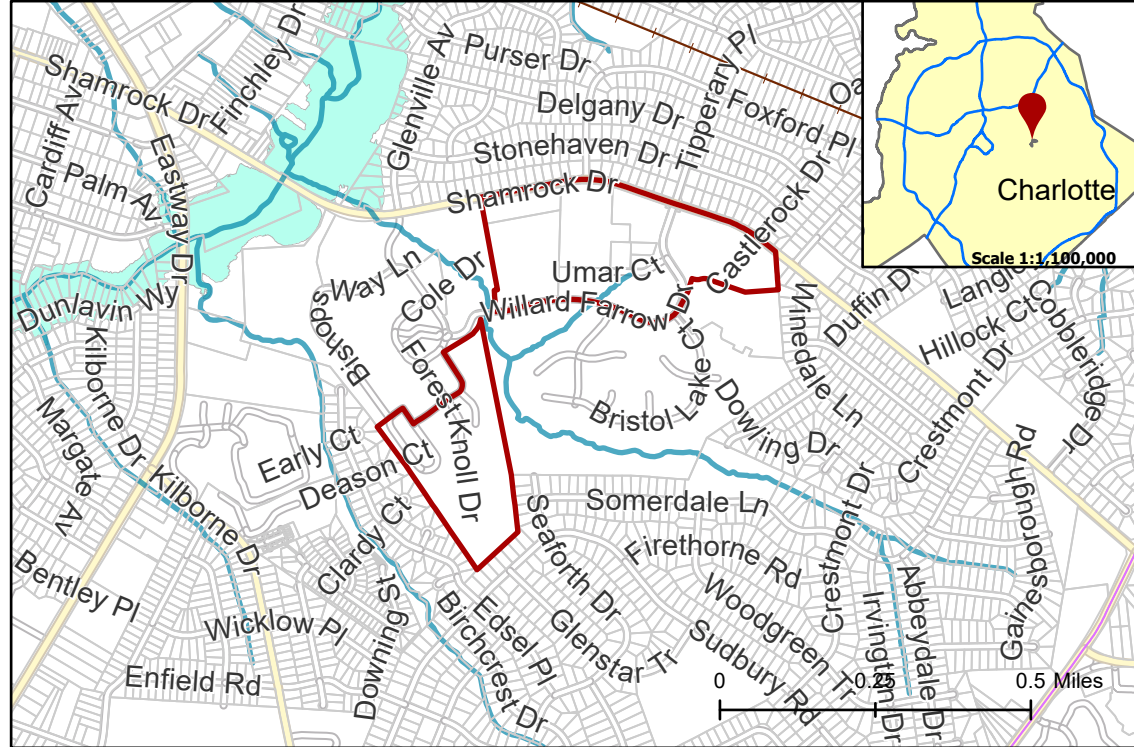 Purser Dr
Finchley Dr
Shamrock Dr
Cardiff Av
Glenville Av
Delgany Dr
Tipperary Pl
Foxford Pl
Oa
Stonehaven Dr
Palm Av
Eastway Dr
Shamrock Dr
Castlerock Dr
Charlotte
Scale 1:1,100,000
Way Ln
Bishops
Cole Dr
Umar Ct
Willard Farrow Dr
Dunlavin Wy
Winedale Ln
Duffin Dr
Langle
Hillock Ct
Cobbleridge Dr
Kilborne Dr
Forest Knoll Dr
Bristol Lake Ct
Dowling Dr
Crestmont Dr
Margate Av
Early Ct
Deason Ct
Gainesborough Rd
Kilborne Dr
Clardy Ct
Seaforth Dr
Somerdale Ln
Firethorne Rd
Crestmont Dr
Bentley Pl
Wicklow Pl
Downing St
Birchcrest Dr
Edsel Pl
Glenstar Tr
Woodgreen Tr
Sudbury Rd
Irvington Dr
Abbeydale Dr
Enfield Rd
0 0.25 0.5 Miles